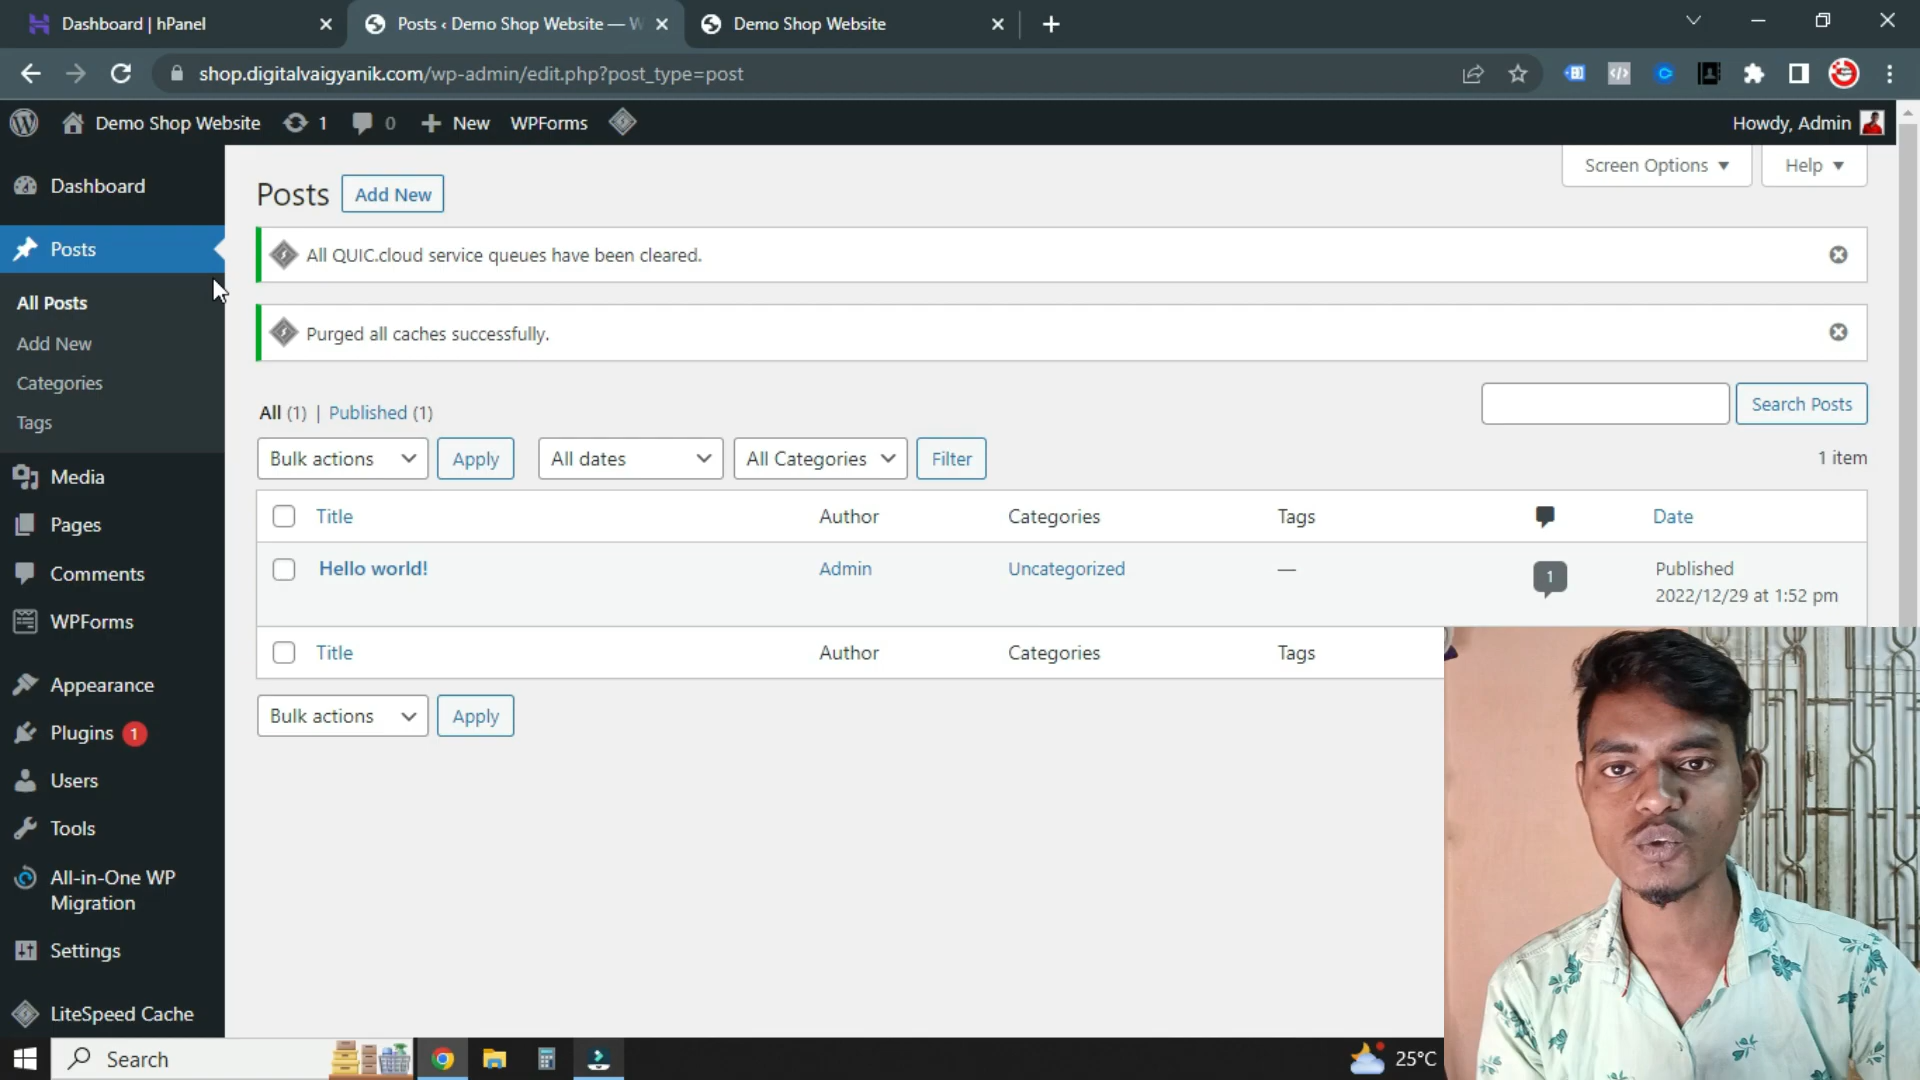 Dashboard | hPanel
Posts ‹ Demo Shop Website — W
Demo Shop Website
shop.digitalvaigyanik.com/wp-admin/edit.php?post_type=post
Demo Shop Website
1
0
New
WPForms
Howdy, Admin
Dashboard
Posts
All Posts
Add New
Categories
Tags
Media
Pages
Comments
WPForms
Appearance
Plugins 1
Users
Tools
All-in-One WP
Migration
Settings
LiteSpeed Cache
Screen Options
Help
Posts
Add New
All QUIC.cloud service queues have been cleared.
Purged all caches successfully.
All (1) | Published (1)
Search Posts
Bulk actions
Apply
All dates
All Categories
Filter
1 item
Title
Author
Categories
Tags
Date
Hello world!
Admin
Uncategorized
—
1
Published
2022/12/29 at 1:52 pm
Title
Author
Categories
Tags
Bulk actions
Apply
Search
25°C